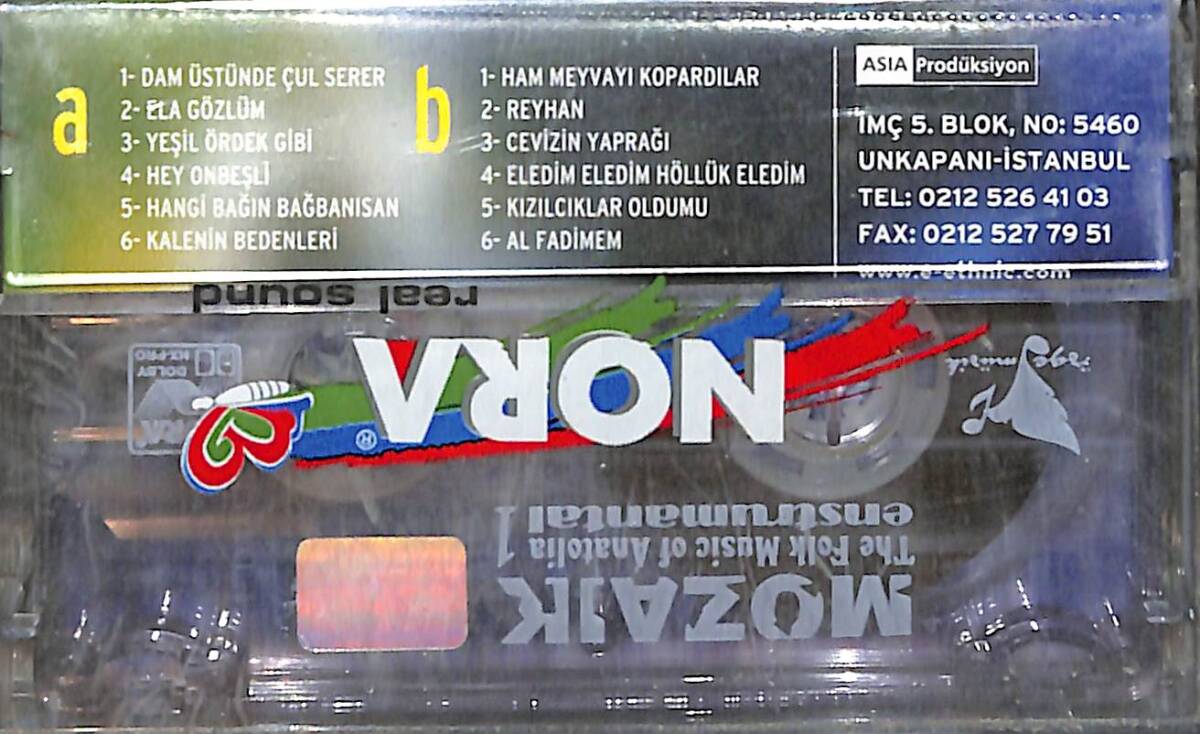 a
1- DAM ÜSTÜNDE ÇUL SERER
2- ELA GÖZLÜM
3- YEŞİL ÖRDEK GİBİ
4- HEY ONBEŞLİ
5- HANGİ BAĞIN BAĞBANISAN
6- KALENİN BEDENLERİ
b
1- HAM MEYVAYI KOPARDILAR
2- REYHAN
3- CEVİZİN YAPRAĞI
4- ELEDİM ELEDİM HÖLLÜK ELEDİM
5- KIZILCIKLAR OLDUMU
6- AL FADİMEM
ASIA Prodüksiyon
İMÇ 5. BLOK, NO: 5460
UNKAPANI-İSTANBUL
TEL: 0212 526 41 03
FAX: 0212 527 79 51
www.e-ethnic.com
real sound
NORA
®
DOLBY
HX-PRO
MOZAIK
The Folk Music of Anatolia 1
enstrumantal